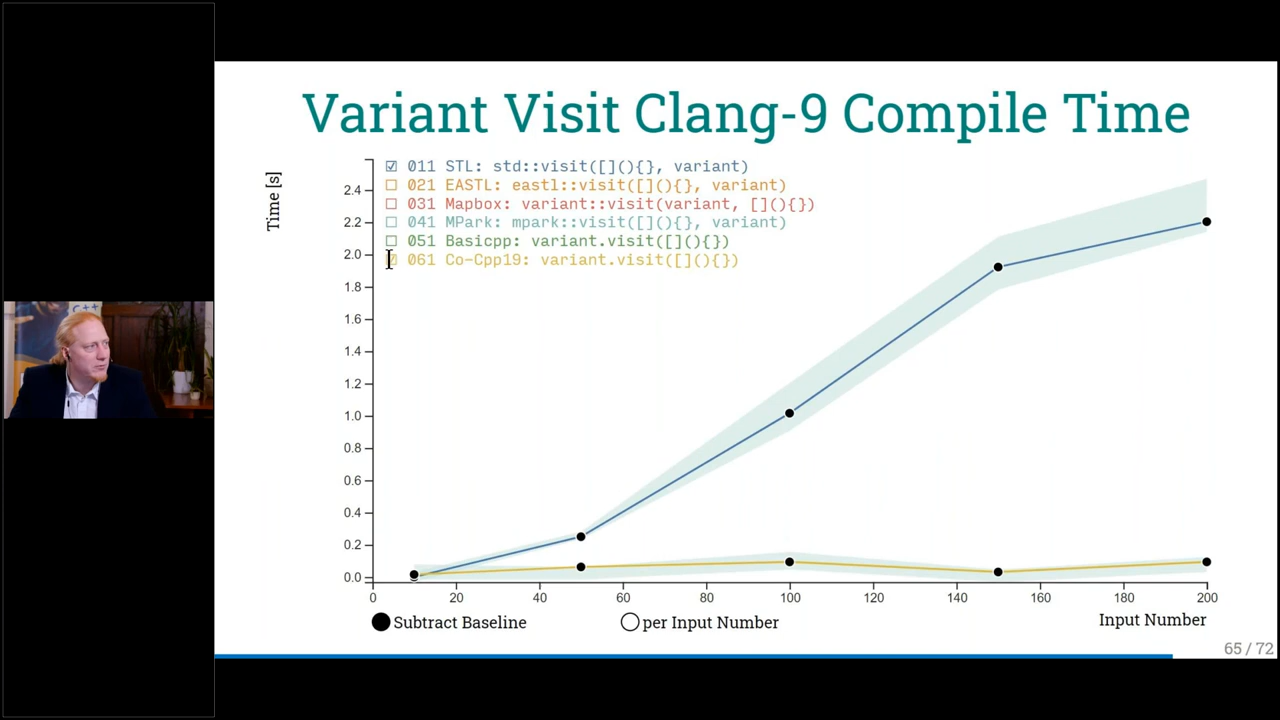 Variant Visit Clang-9 Compile Time
Time [s]
☑ 011 STL: std::visit([](){}, variant)
☐ 021 EASTL: eastl::visit([](){}, variant)
☐ 031 Mapbox: variant::visit(variant, [](){})
☐ 041 MPark: mpark::visit([](){}, variant)
☐ 051 Basicpp: variant.visit([](){})
☑ 061 Co-Cpp19: variant.visit([](){})
2.4
2.2
2.0
1.8
1.6
1.4
1.2
1.0
0.8
0.6
0.4
0.2
0.0
0 20 40 60 80 100 120 140 160 180 200
Subtract Baseline
per Input Number
Input Number
65 / 72
C++